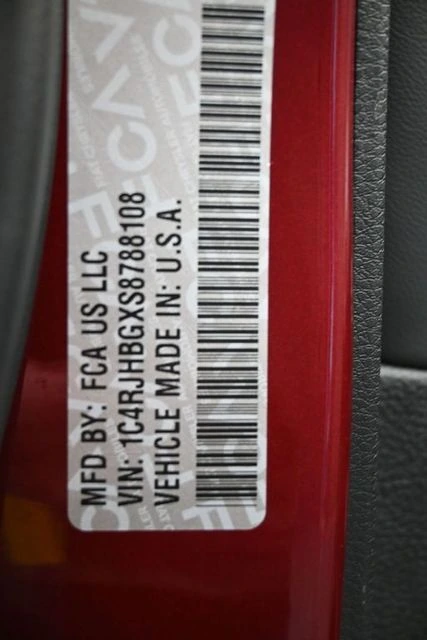 MFD BY: FCA US LLC
VIN: 1C4RJHBGXS8788108
VEHICLE MADE IN: U.S.A.